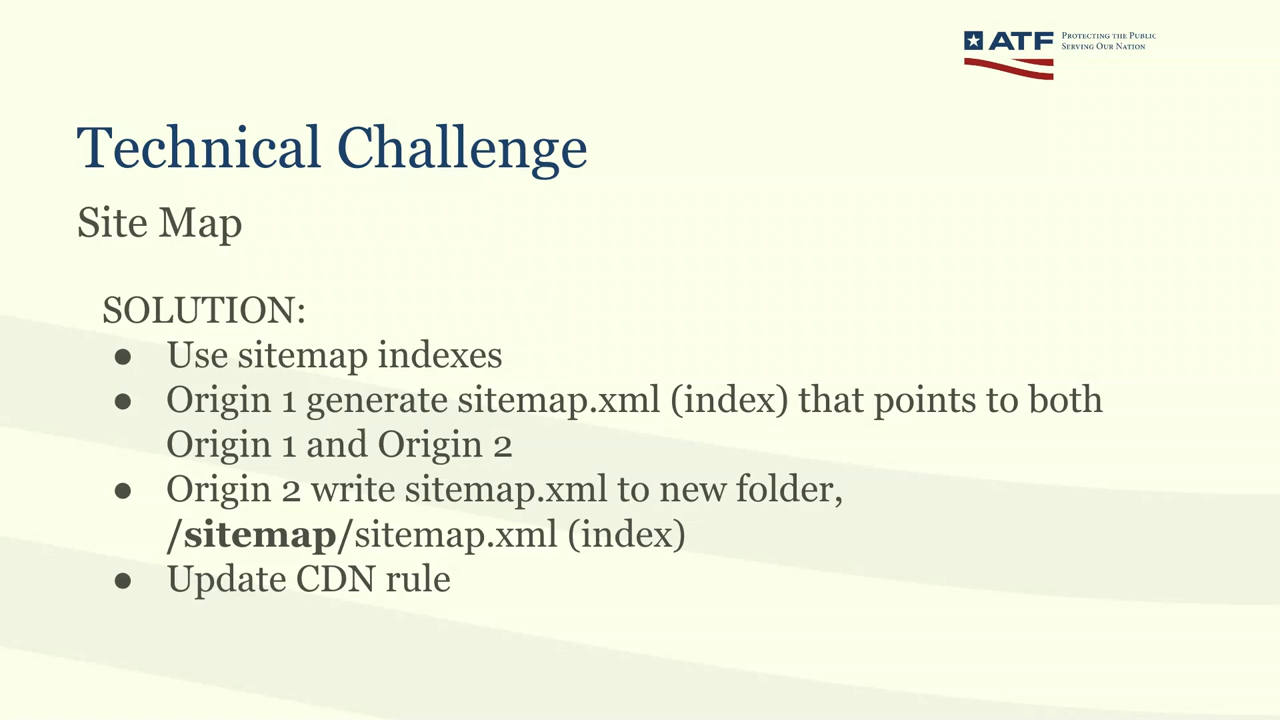 ATF
PROTECTING THE PUBLIC
SERVING OUR NATION
Technical Challenge
Site Map
SOLUTION:
● Use sitemap indexes
● Origin 1 generate sitemap.xml (index) that points to both
Origin 1 and Origin 2
● Origin 2 write sitemap.xml to new folder,
/sitemap/sitemap.xml (index)
● Update CDN rule